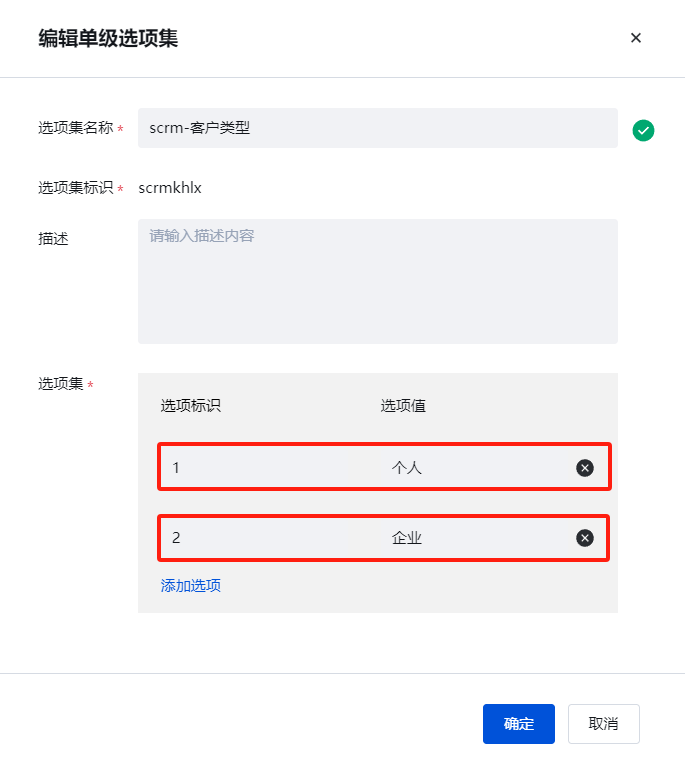 编辑单级选项集
选项集名称 * scrm-客户类型
选项集标识 * scrmkhlx
描述 请输入描述内容
选项集 *
选项标识 选项值
1 个人
2 企业
添加选项
确定 取消